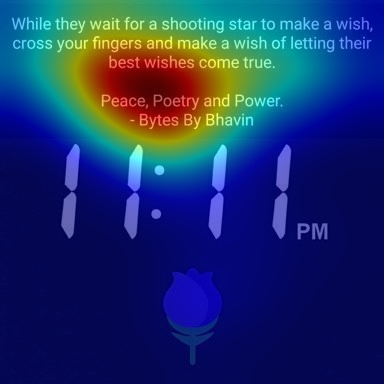 While they wait for a shooting star to make a wish,
cross your fingers and make a wish of letting their
best wishes come true.
Peace, Poetry and Power.
- Bytes By Bhavin
11:11 PM